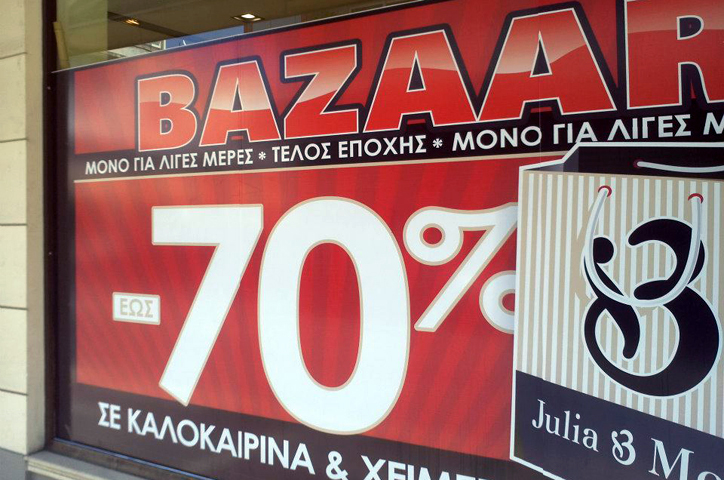 BAZAAR
ΜΟΝΟ ΓΙΑ ΛΙΓΕΣ ΜΕΡΕΣ * ΤΕΛΟΣ ΕΠΟΧΗΣ * ΜΟΝΟ ΓΙΑ ΛΙΓΕΣ
ΕΩΣ
-70%
ΣΕ ΚΑΛΟΚΑΙΡΙΝΑ &
&
Julia &